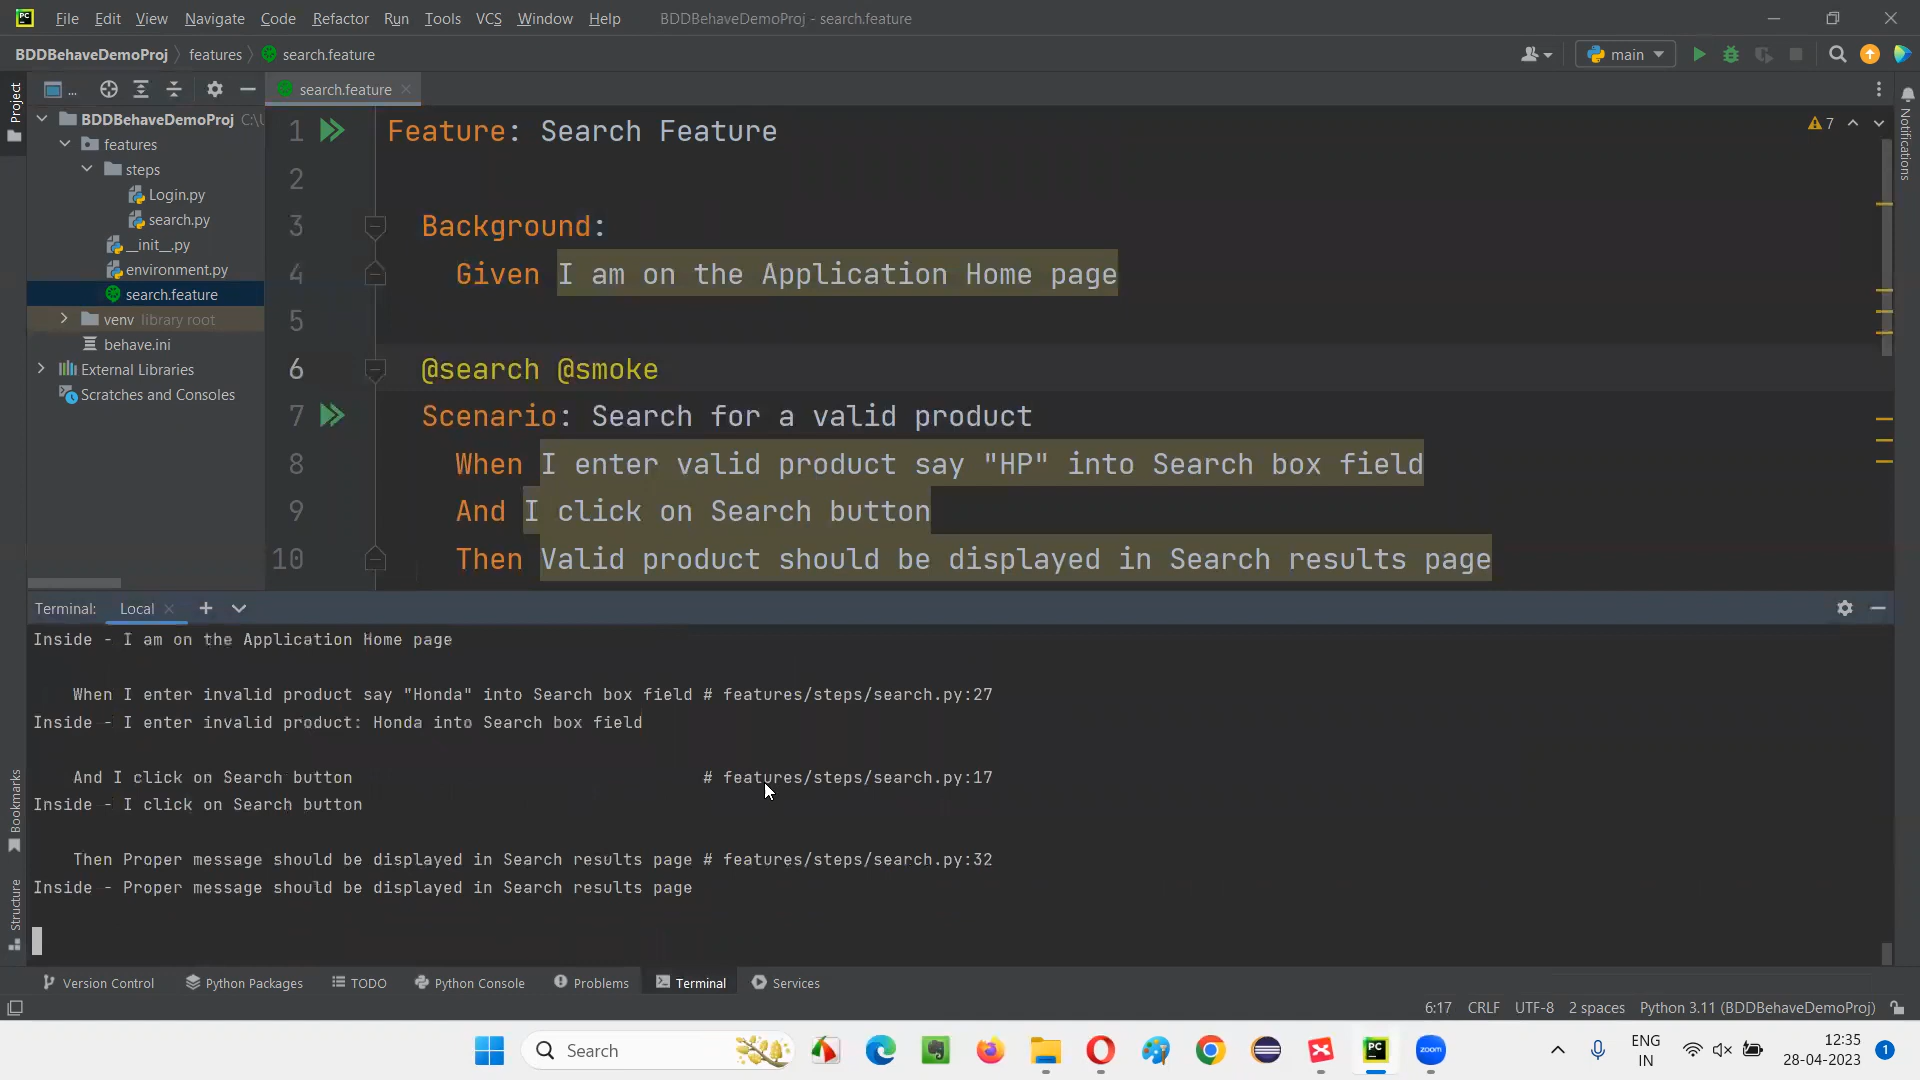 File Edit View Navigate Code Refactor Run Tools VCS Window Help BDDBehaveDemoProj - search.feature
BDDBehaveDemoProj features search.feature
main
Project
...
search.feature
Notifications
BDDBehaveDemoProj C:\U
features
steps
Login.py
search.py
__init__.py
environment.py
search.feature
venv library root
behave.ini
External Libraries
Scratches and Consoles
7
1 Feature: Search Feature
2
3 Background:
4 Given I am on the Application Home page
5
6 @search @smoke
7 Scenario: Search for a valid product
8 When I enter valid product say "HP" into Search box field
9 And I click on Search button
10 Then Valid product should be displayed in Search results page
Terminal: Local
Inside - I am on the Application Home page
When I enter invalid product say "Honda" into Search box field # features/steps/search.py:27
Inside - I enter invalid product: Honda into Search box field
And I click on Search button # features/steps/search.py:17
Inside - I click on Search button
Then Proper message should be displayed in Search results page # features/steps/search.py:32
Inside - Proper message should be displayed in Search results page
Bookmarks
Structure
Version Control Python Packages TODO Python Console Problems Terminal Services
6:17 CRLF UTF-8 2 spaces Python 3.11 (BDDBehaveDemoProj)
Search
PC
zoom
ENG
IN
12:35
28-04-2023
1